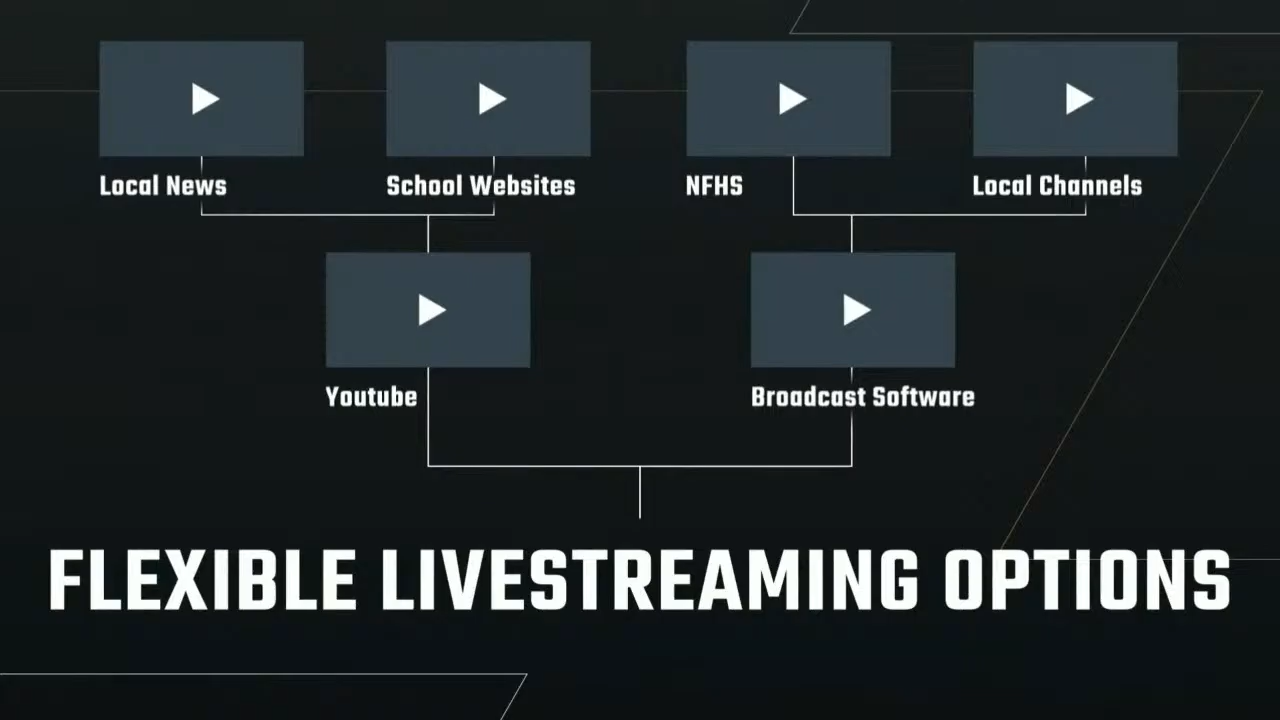 Local News
School Websites
NFHS
Local Channels
Youtube
Broadcast Software
FLEXIBLE LIVESTREAMING OPTIONS